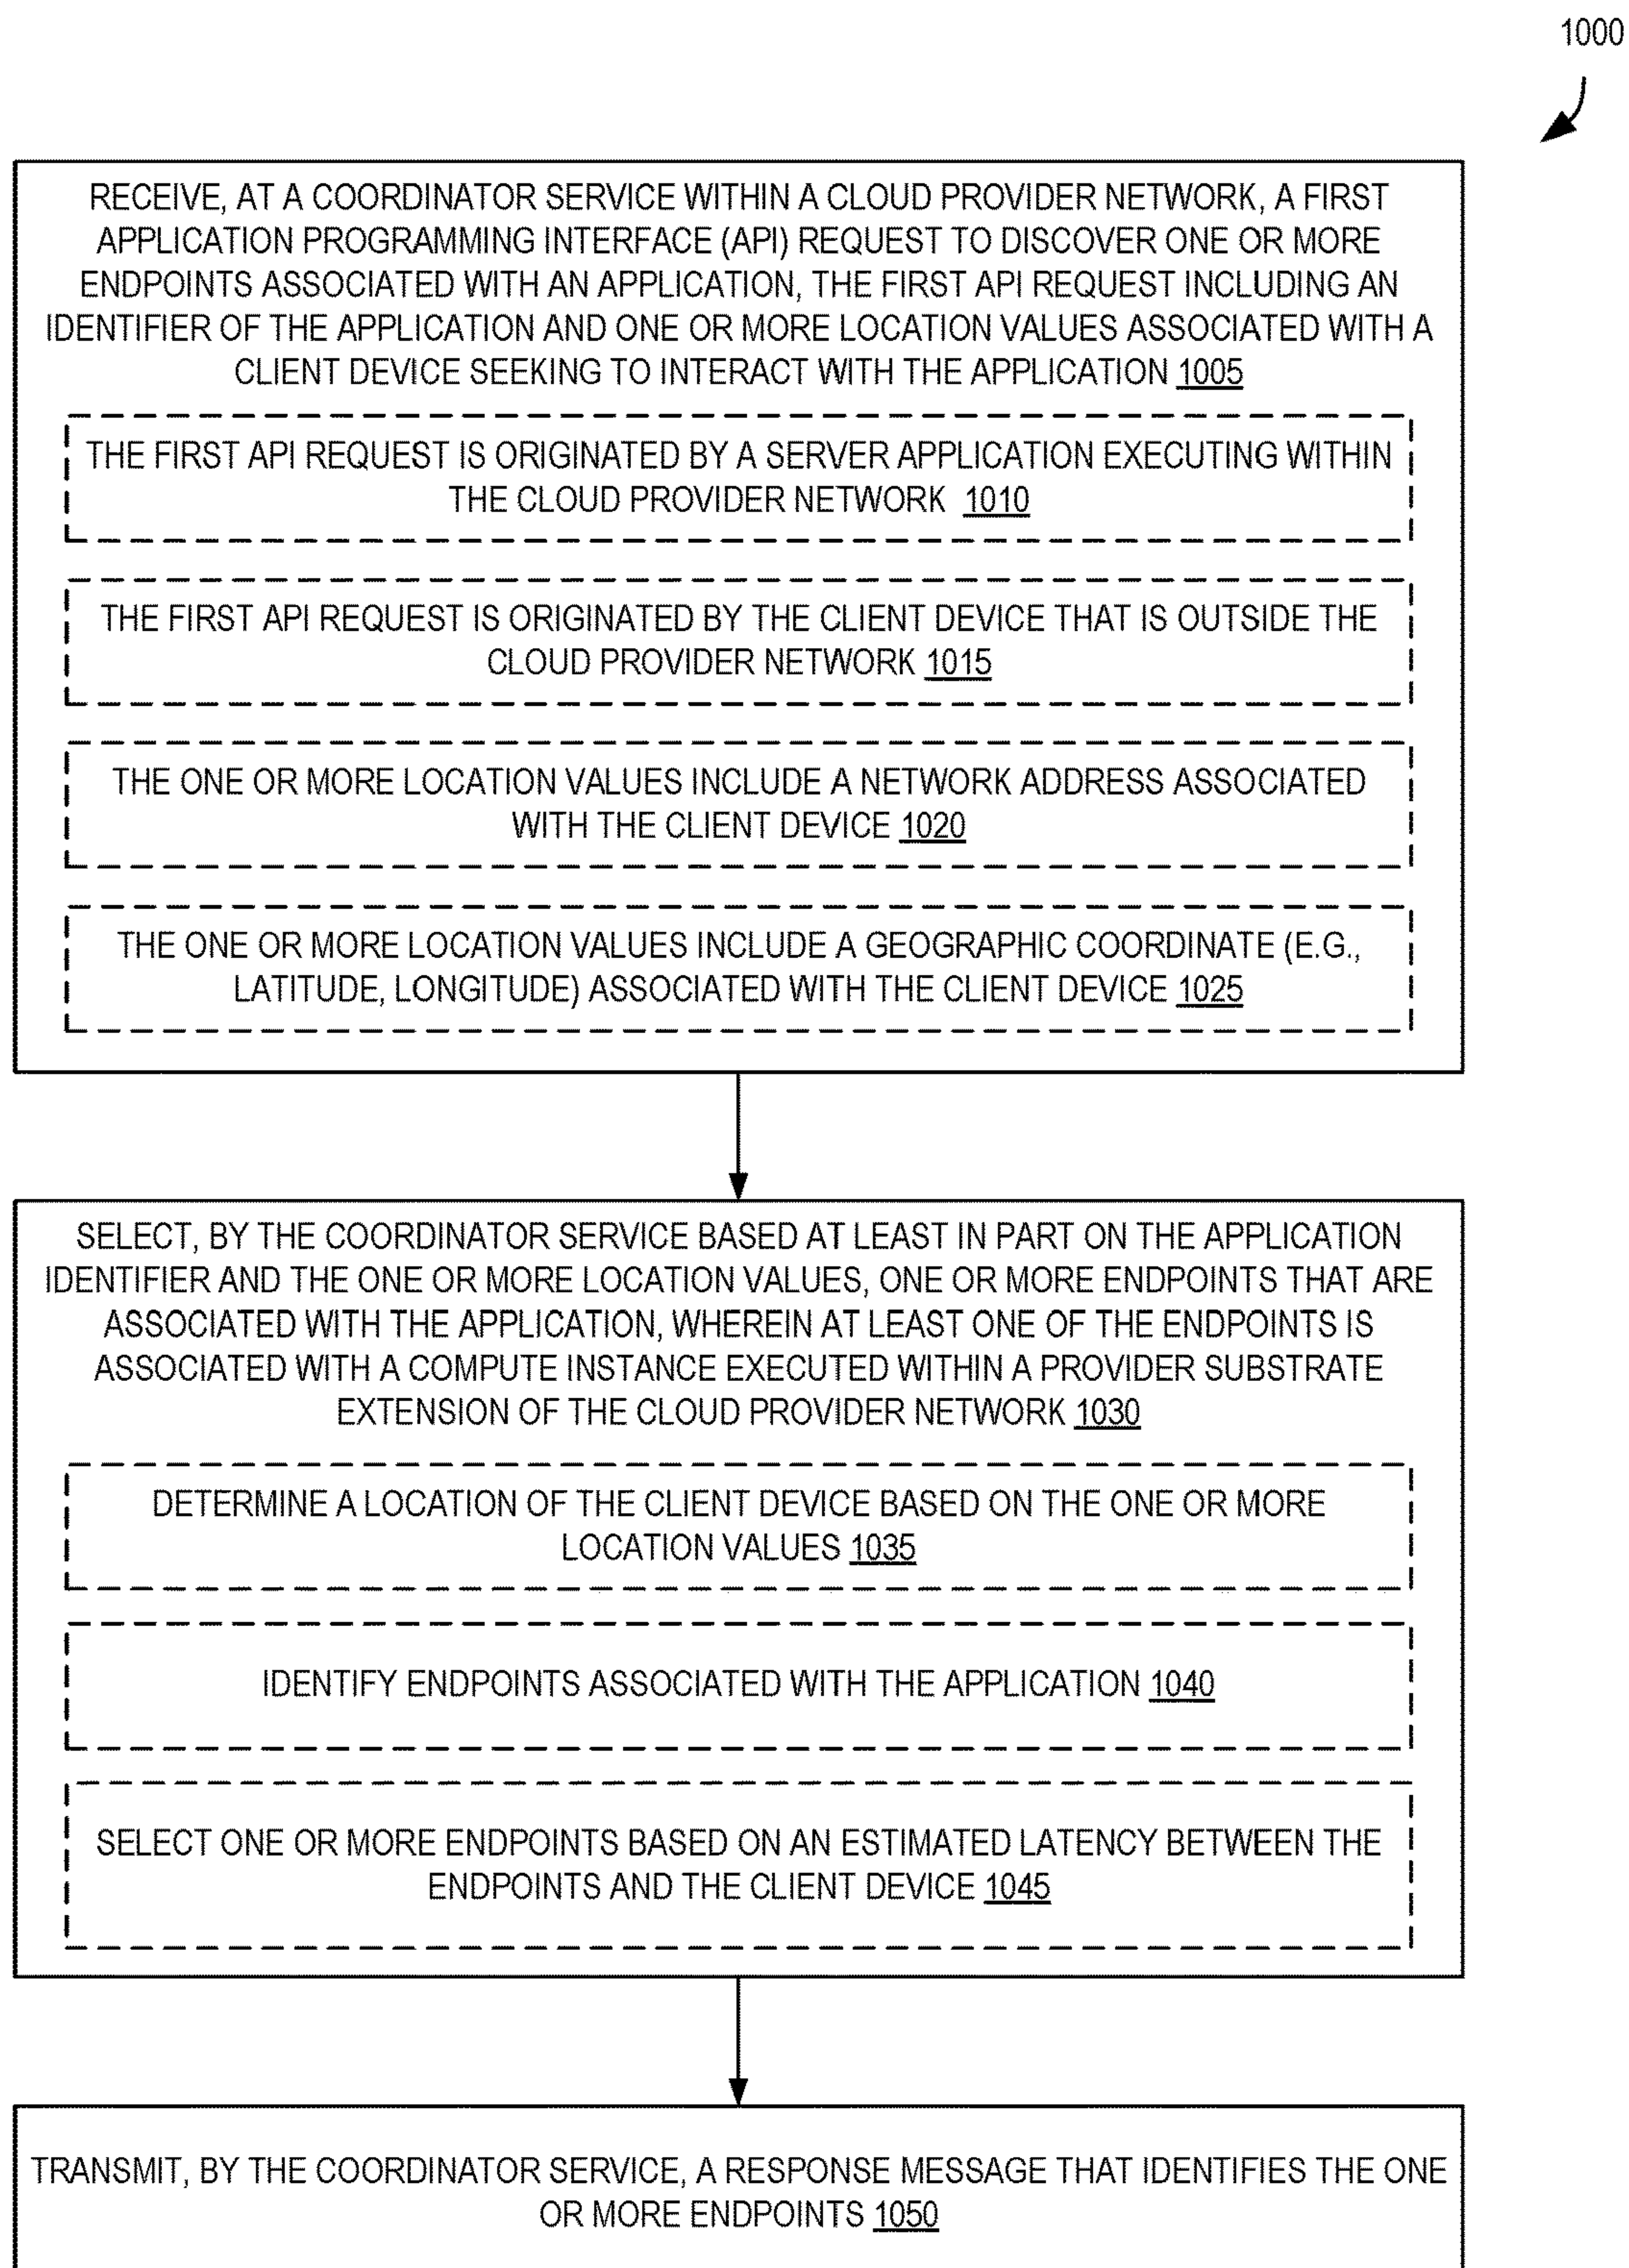 1000
RECEIVE, AT A COORDINATOR SERVICE WITHIN A CLOUD PROVIDER NETWORK, A FIRST
APPLICATION PROGRAMMING INTERFACE (API) REQUEST TO DISCOVER ONE OR MORE
ENDPOINTS ASSOCIATED WITH AN APPLICATION, THE FIRST API REQUEST INCLUDING AN
IDENTIFIER OF THE APPLICATION AND ONE OR MORE LOCATION VALUES ASSOCIATED WITH A
CLIENT DEVICE SEEKING TO INTERACT WITH THE APPLICATION 1005
THE FIRST API REQUEST IS ORIGINATED BY A SERVER APPLICATION EXECUTING WITHIN
THE CLOUD PROVIDER NETWORK 1010
THE FIRST API REQUEST IS ORIGINATED BY THE CLIENT DEVICE THAT IS OUTSIDE THE
CLOUD PROVIDER NETWORK 1015
THE ONE OR MORE LOCATION VALUES INCLUDE A NETWORK ADDRESS ASSOCIATED
WITH THE CLIENT DEVICE 1020
THE ONE OR MORE LOCATION VALUES INCLUDE A GEOGRAPHIC COORDINATE (E.G.,
LATITUDE, LONGITUDE) ASSOCIATED WITH THE CLIENT DEVICE 1025
SELECT, BY THE COORDINATOR SERVICE BASED AT LEAST IN PART ON THE APPLICATION
IDENTIFIER AND THE ONE OR MORE LOCATION VALUES, ONE OR MORE ENDPOINTS THAT ARE
ASSOCIATED WITH THE APPLICATION, WHEREIN AT LEAST ONE OF THE ENDPOINTS IS
ASSOCIATED WITH A COMPUTE INSTANCE EXECUTED WITHIN A PROVIDER SUBSTRATE
EXTENSION OF THE CLOUD PROVIDER NETWORK 1030
DETERMINE A LOCATION OF THE CLIENT DEVICE BASED ON THE ONE OR MORE
LOCATION VALUES 1035
IDENTIFY ENDPOINTS ASSOCIATED WITH THE APPLICATION 1040
SELECT ONE OR MORE ENDPOINTS BASED ON AN ESTIMATED LATENCY BETWEEN THE
ENDPOINTS AND THE CLIENT DEVICE 1045
TRANSMIT, BY THE COORDINATOR SERVICE, A RESPONSE MESSAGE THAT IDENTIFIES THE ONE
OR MORE ENDPOINTS 1050